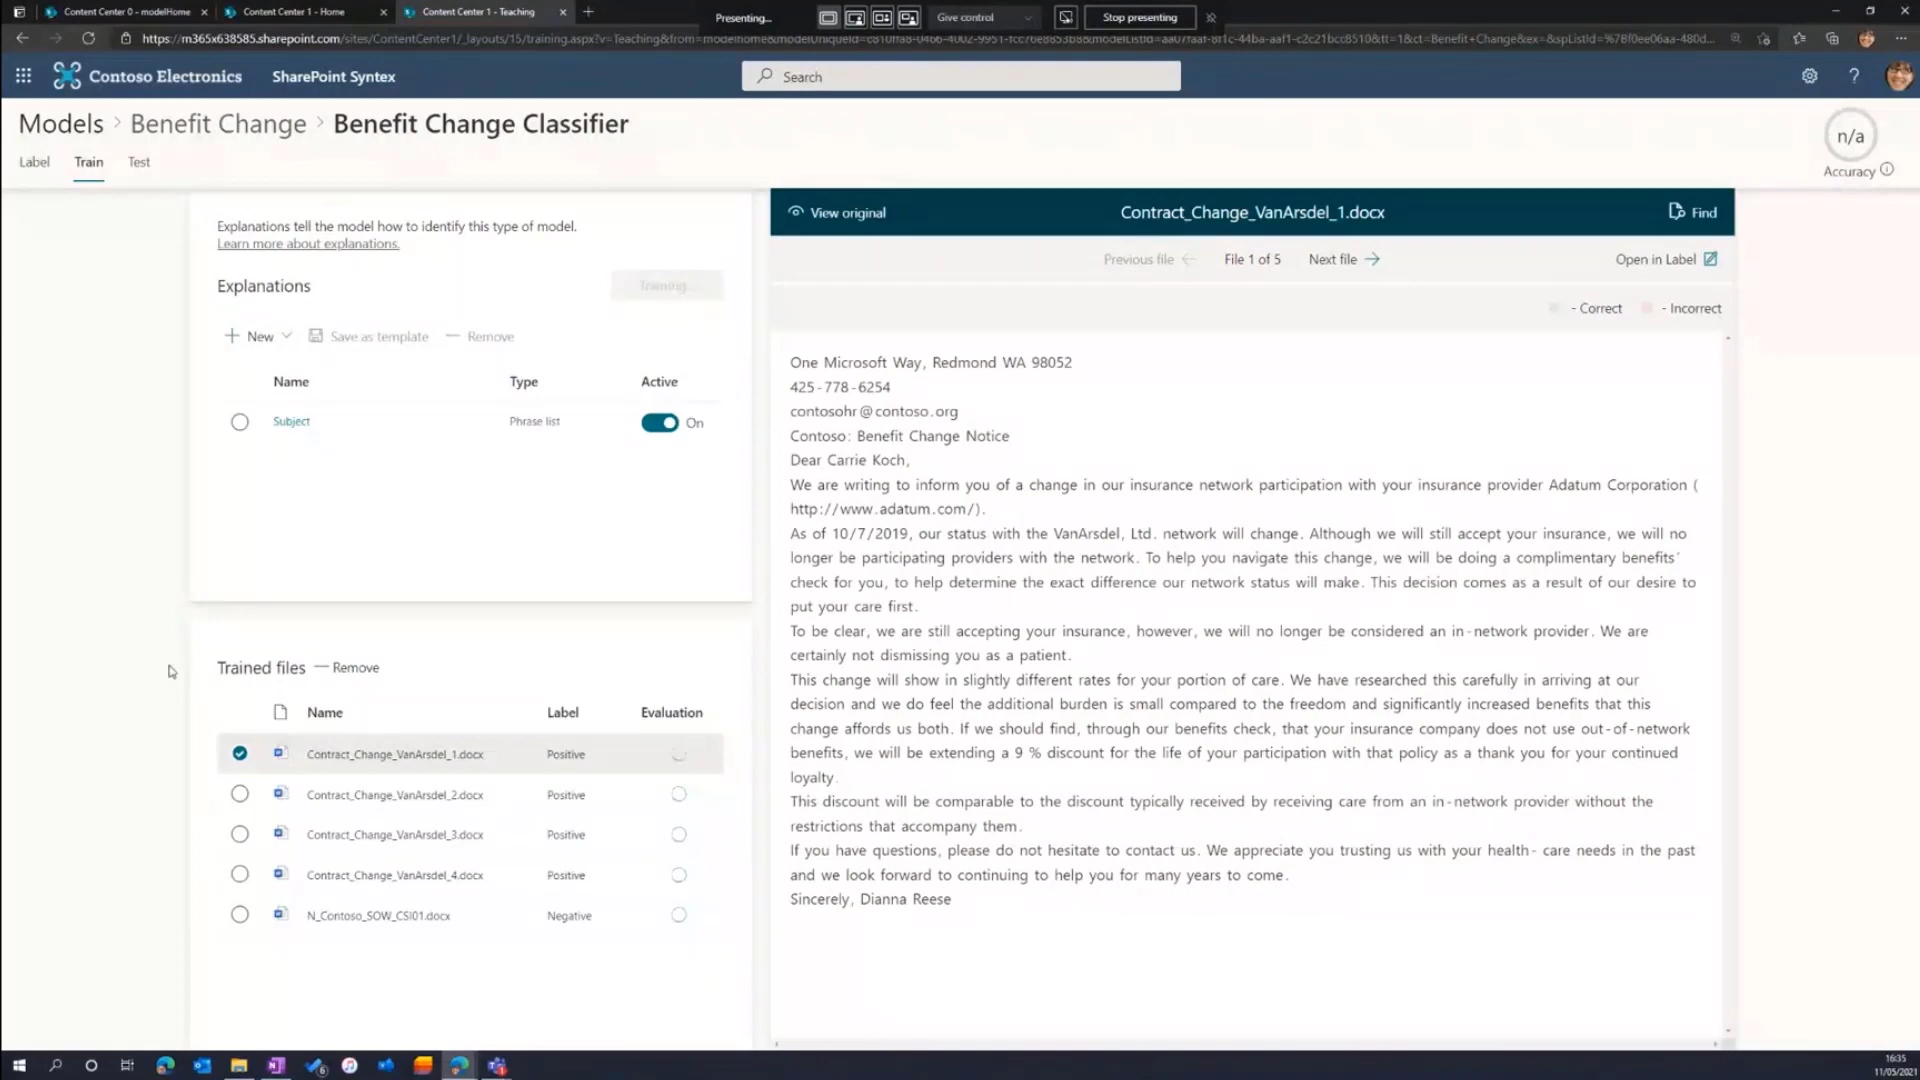 Content Center 0 - modelHome
Content Center 1 - Home
Content Center 1 - Teaching
Presenting...
Give control
Stop presenting
Contoso Electronics
SharePoint Syntex
Search
Models > Benefit Change > Benefit Change Classifier
n/a
Accuracy
Label
Train
Test
Explanations tell the model how to identify this type of model.
Learn more about explanations.
Explanations
Training...
New
Save as template
Remove
Name
Type
Active
Subject
Phrase list
On
Trained files
Remove
Name
Label
Evaluation
Contract_Change_VanArsdel_1.docx
Positive
Contract_Change_VanArsdel_2.docx
Positive
Contract_Change_VanArsdel_3.docx
Positive
Contract_Change_VanArsdel_4.docx
Positive
N_Contoso_SOW_CSI01.docx
Negative
View original
Contract_Change_VanArsdel_1.docx
Find
Previous file
File 1 of 5
Next file
Open in Label
- Correct
- Incorrect
One Microsoft Way, Redmond WA 98052
425-778-6254
contosohr@contoso.org
Contoso: Benefit Change Notice
Dear Carrie Koch,
We are writing to inform you of a change in our insurance network participation with your insurance provider Adatum Corporation (
http://www.adatum.com/).
As of 10/7/2019, our status with the VanArsdel, Ltd. network will change. Although we will still accept your insurance, we will no
longer be participating providers with the network. To help you navigate this change, we will be doing a complimentary benefits'
check for you, to help determine the exact difference our network status will make. This decision comes as a result of our desire to
put your care first.
To be clear, we are still accepting your insurance, however, we will no longer be considered an in-network provider. We are
certainly not dismissing you as a patient.
This change will show in slightly different rates for your portion of care. We have researched this carefully in arriving at our
decision and we do feel the additional burden is small compared to the freedom and significantly increased benefits that this
change affords us both. If we should find, through our benefits check, that your insurance company does not use out-of-network
benefits, we will be extending a 9 % discount for the life of your participation with that policy as a thank you for your continued
loyalty.
This discount will be comparable to the discount typically received by receiving care from an in-network provider without the
restrictions that accompany them.
If you have questions, please do not hesitate to contact us. We appreciate you trusting us with your health- care needs in the past
and we look forward to continuing to help you for many years to come.
Sincerely, Dianna Reese
16:35
11/05/2021